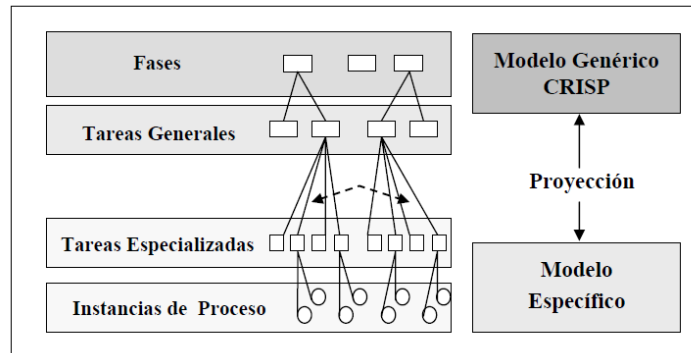 Fases
Tareas Generales
Tareas Especializadas
Instancias de Proceso
Modelo Genérico
CRISP
Proyección
Modelo
Específico